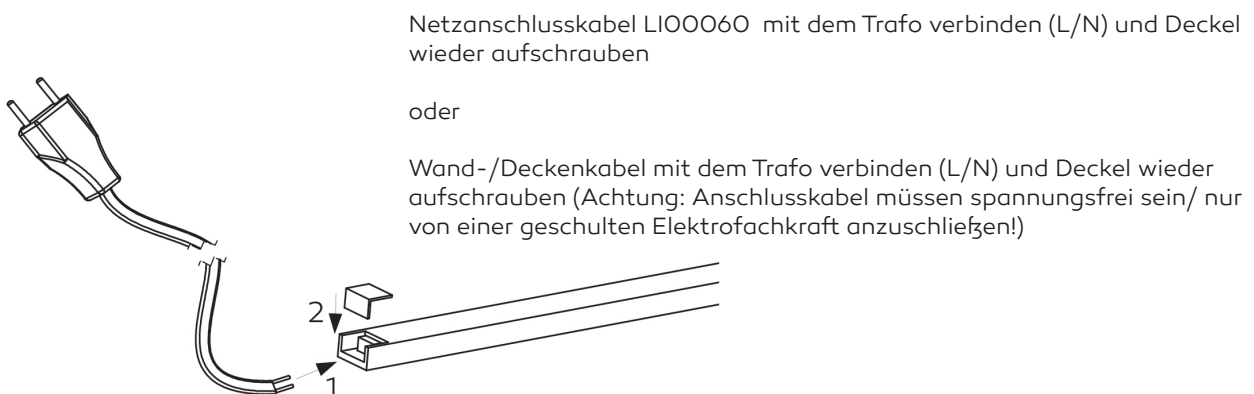 Netzanschlusskabel LI00060 mit dem Trafo verbinden (L/N) und Deckel
wieder aufschrauben
oder
Wand-/Deckenkabel mit dem Trafo verbinden (L/N) und Deckel wieder
aufschrauben (Achtung: Anschlusskabel müssen spannungsfrei sein/ nur
von einer geschulten Elektrofachkraft anzuschließen!)
2
1